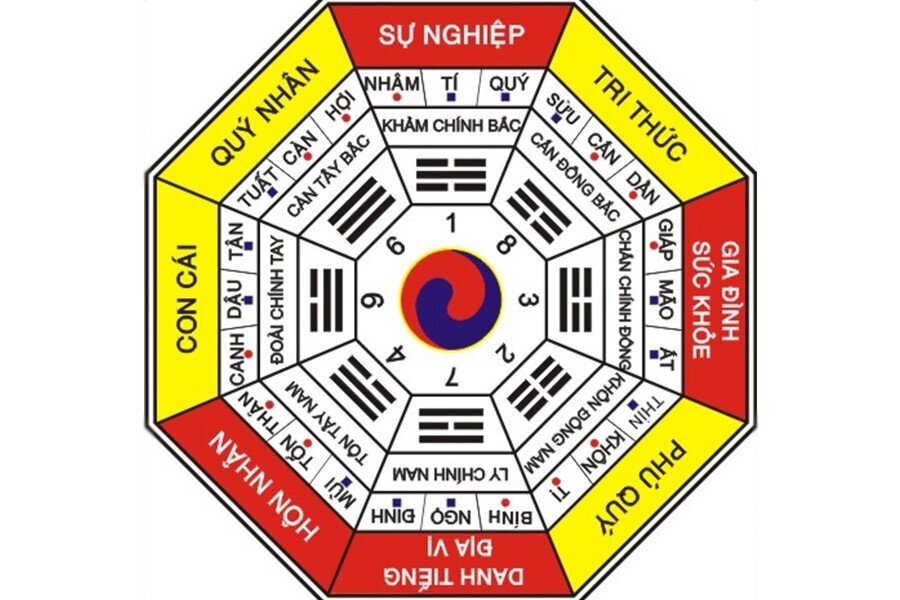 SỰ NGHIỆP
NHÂM TÍ QUÝ
KHẢM CHÍNH BẮC
1
TRI THỨC
SỬU CẤN DẦN
CẤN ĐÔNG BẮC
8
GIA ĐÌNH
SỨC KHỎE
GIÁP MÃO ẤT
CHẤN CHÍNH ĐÔNG
3
PHÚ QUÝ
THÌN KHÔN TỊ
KHÔN ĐÔNG NAM
2
DANH TIẾNG
ĐỊA VỊ
BÍNH NGỌ ĐINH
LY CHÍNH NAM
7
HÔN NHÂN
MÙI TỐN THÂN
TỐN TÂY NAM
4
CON CÁI
CANH DẬU TÂN
ĐOÀI CHÍNH TÂY
9
QUÝ NHÂN
TUẤT CÀN HỢI
CÀN TÂY BẮC
6